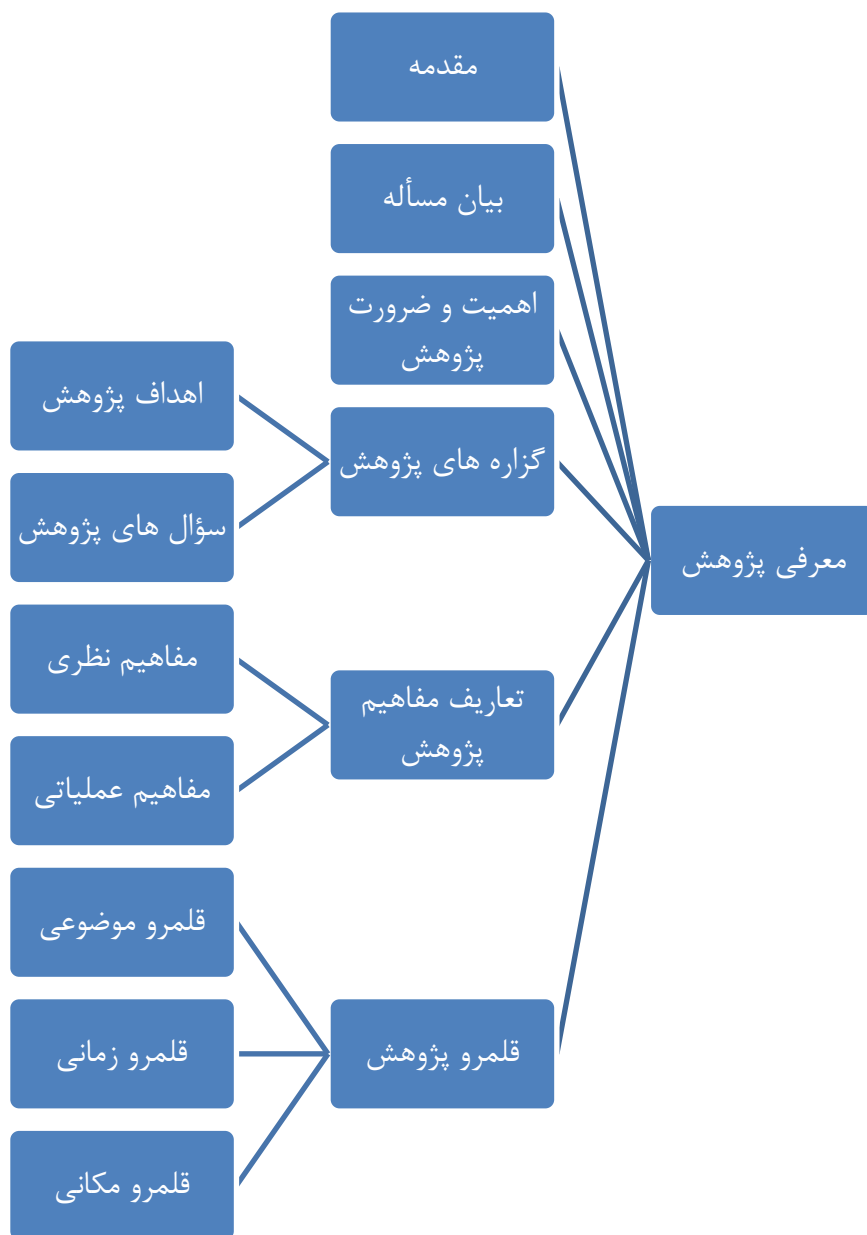 معرفی پژوهش
مقدمه
بیان مسأله
اهمیت و ضرورت
پژوهش
گزاره های پژوهش
اهداف پژوهش
سؤال های پژوهش
تعاریف مفاهیم
پژوهش
مفاهیم نظری
مفاهیم عملیاتی
قلمرو پژوهش
قلمرو موضوعی
قلمرو زمانی
قلمرو مکانی